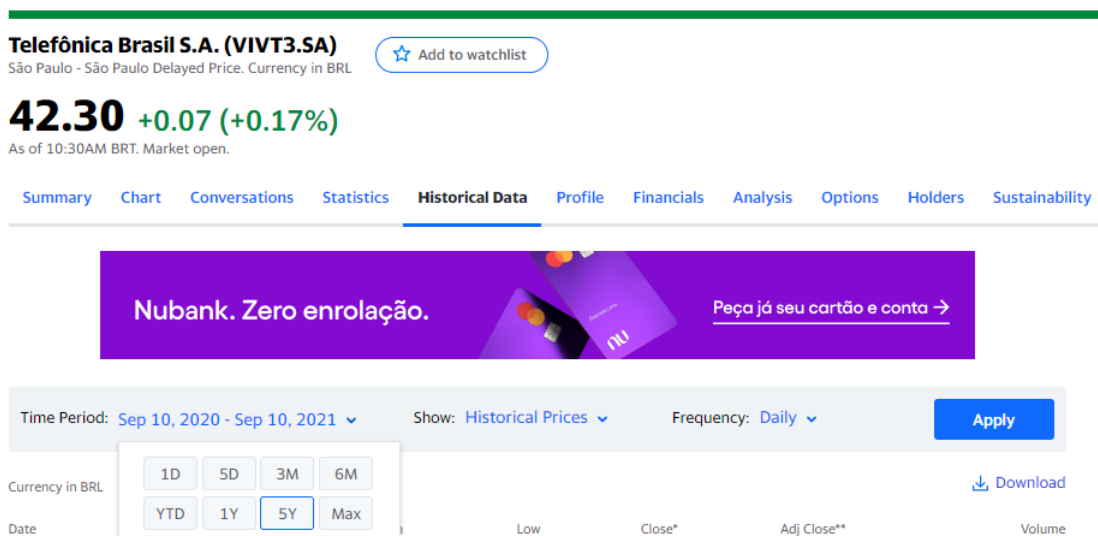 Telefônica Brasil S.A. (VIVT3.SA)
Add to watchlist
São Paulo - São Paulo Delayed Price. Currency in BRL
42.30 +0.07 (+0.17%)
As of 10:30AM BRT. Market open.
Summary Chart Conversations Statistics Historical Data Profile Financials Analysis Options Holders Sustainability
Nubank. Zero enrolação.
Peça já seu cartão e conta →
nu
Time Period: Sep 10, 2020 - Sep 10, 2021 Show: Historical Prices Frequency: Daily Apply
1D 5D 3M 6M
Currency in BRL
Download
YTD 1Y 5Y Max
Date Low Close* Adj Close** Volume